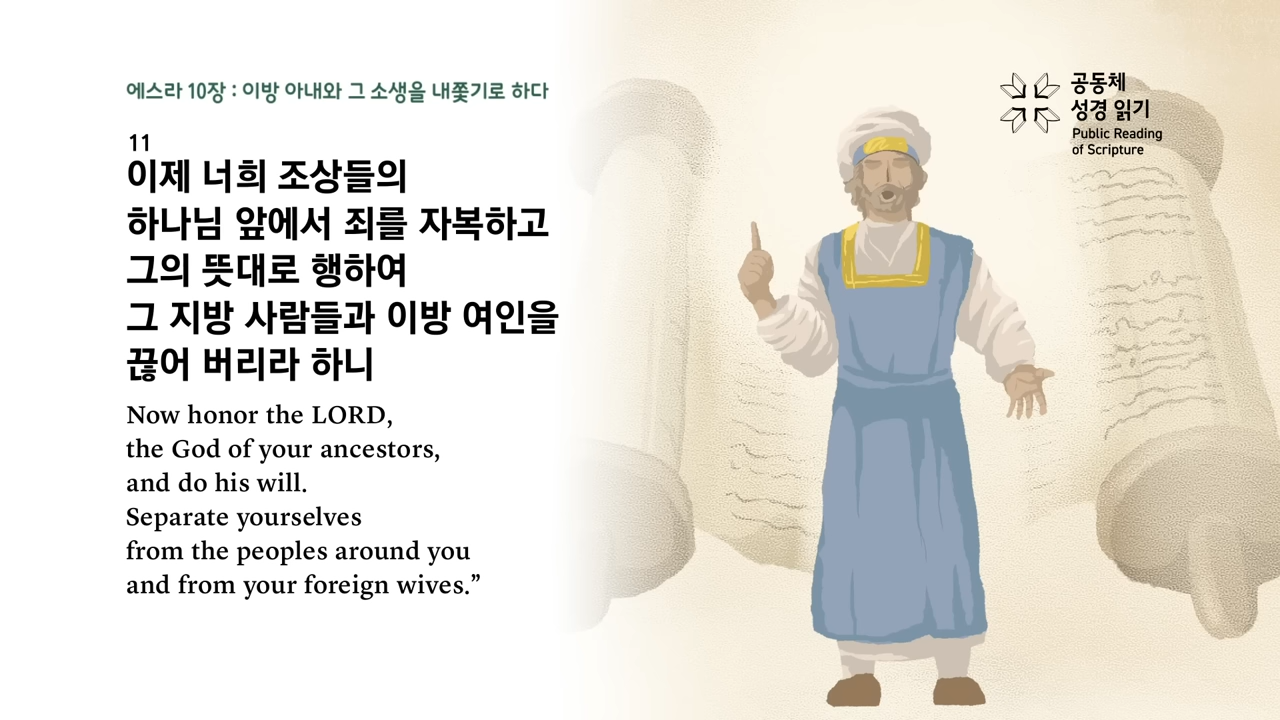 에스라 10장 : 이방 아내와 그 소생을 내쫓기로 하다
11
이제 너희 조상들의
하나님 앞에서 죄를 자복하고
그의 뜻대로 행하여
그 지방 사람들과 이방 여인을
끊어 버리라 하니
Now honor the LORD,
the God of your ancestors,
and do his will.
Separate yourselves
from the peoples around you
and from your foreign wives.”
공동체
성경 읽기
Public Reading
of Scripture